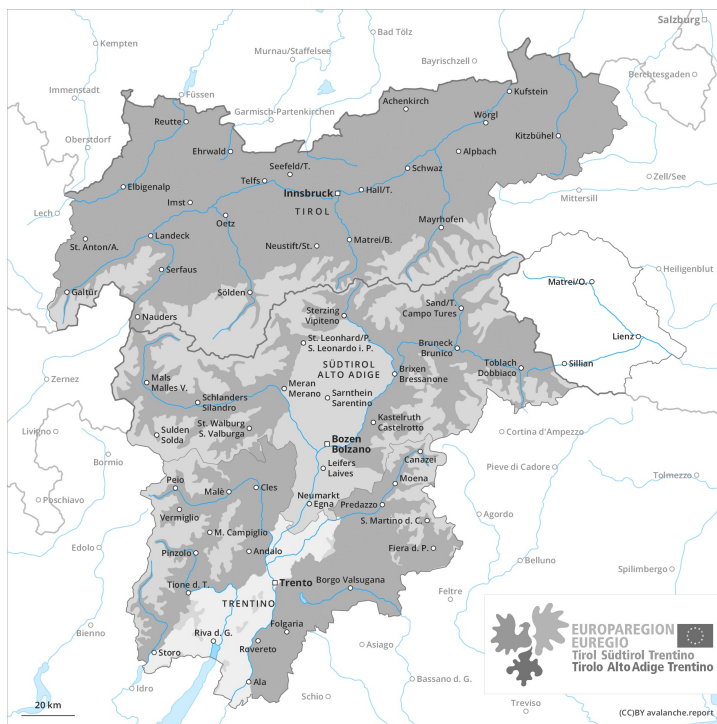 Salzburg
Kempten
Bad Tölz
Murnau/Staffelsee
Bayrischzell
Berchtesgaden
Immenstadt
Füssen
Garmisch-Partenkirchen
Achenkirch
Kufstein
Reutte
Wörgl
Oberstdorf
Ehrwald
Kitzbühel
Alpbach
Seefeld/T.
Schwaz
Zell/See
Telfs
Elbigenalp
Innsbruck
Hall/T.
Mittersill
Imst
TIROL
Lech
Oetz
Mayrhofen
Landeck
St. Anton/A.
Neustift/St.
Matrei/B.
Serfaus
Heiligenblut
Matrei/O.
Galtür
Sölden
Nauders
Sterzing
Vipiteno
Sand/T.
Campo Tures
Lienz
St. Leonhard/P.
S. Leonardo i. P.
Bruneck
Brunico
Toblach
Dobbiaco
Sillian
SÜDTIROL
ALTO ADIGE
Zernez
Mals
Malles V.
Meran
Merano
Brixen
Bressanone
Schlanders
Silandro
Sarnthein
Sarentino
St. Walburg
S. Valburga
Kastelruth
Castelrotto
Livigno
Sulden
Solda
Cortina d'Ampezzo
Bozen
Bolzano
Canazei
Bormio
Leifers
Laives
Pieve di Cadore
Tolmezzo
Peio
Malè
Cles
Moena
Poschiavo
Neumarkt
Egna
Predazzo
Vermiglio
Agordo
S. Martino d. C.
M. Campiglio
Edolo
Pinzolo
Andalo
Fiera d. P.
Belluno
Spilimbergo
Tione d. T.
Trento
Borgo Valsugana
Feltre
TRENTINO
Folgaria
Bienno
Riva d. G.
Rovereto
Asiago
Storo
Ala
Bassano d. G.
Idro
Schio
Treviso
EUROPAREGION
EUREGIO
Tirol Südtirol Trentino
Tirolo Alto Adige Trentino
20 km
(CC)BY avalanche.report